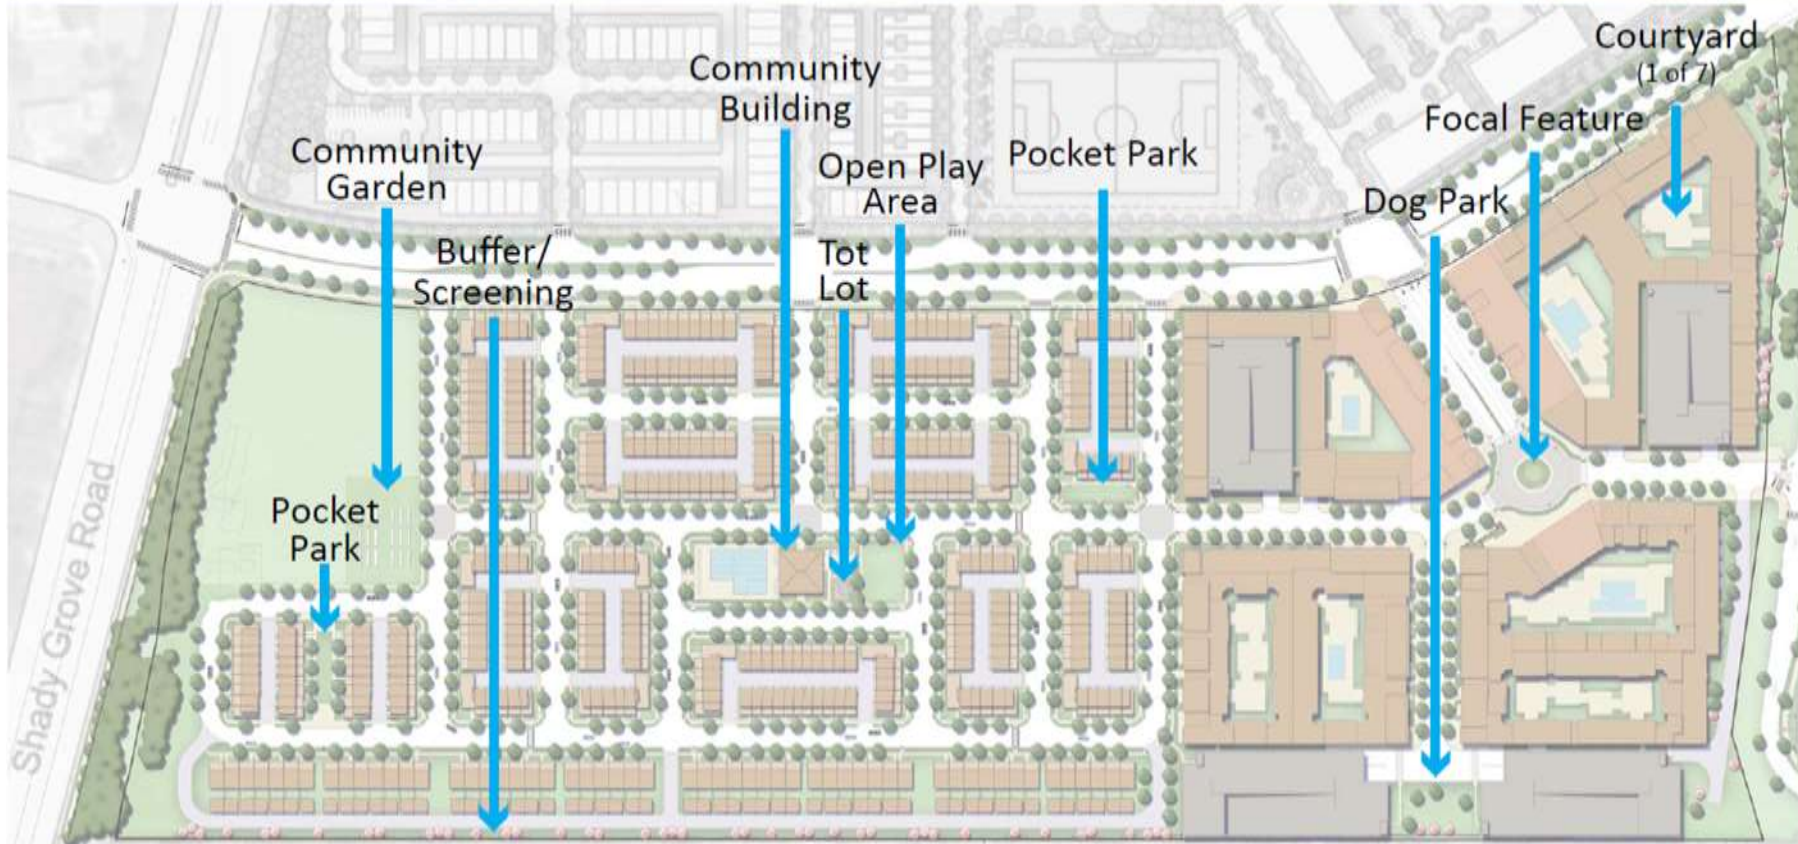 Courtyard
(1 of 7)
Community
Building
Focal Feature
Community
Garden
Open Play
Area
Pocket Park
Dog Park
Buffer/
Screening
Tot
Lot
Pocket
Park
Shady Grove Road